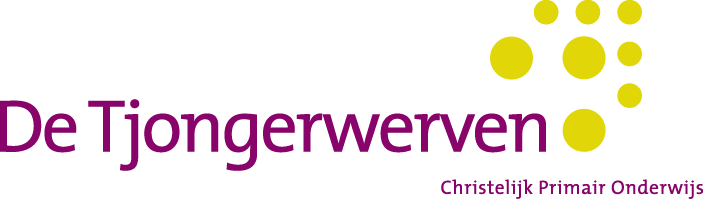 De Tjongerwerven
Christelijk Primair Onderwijs